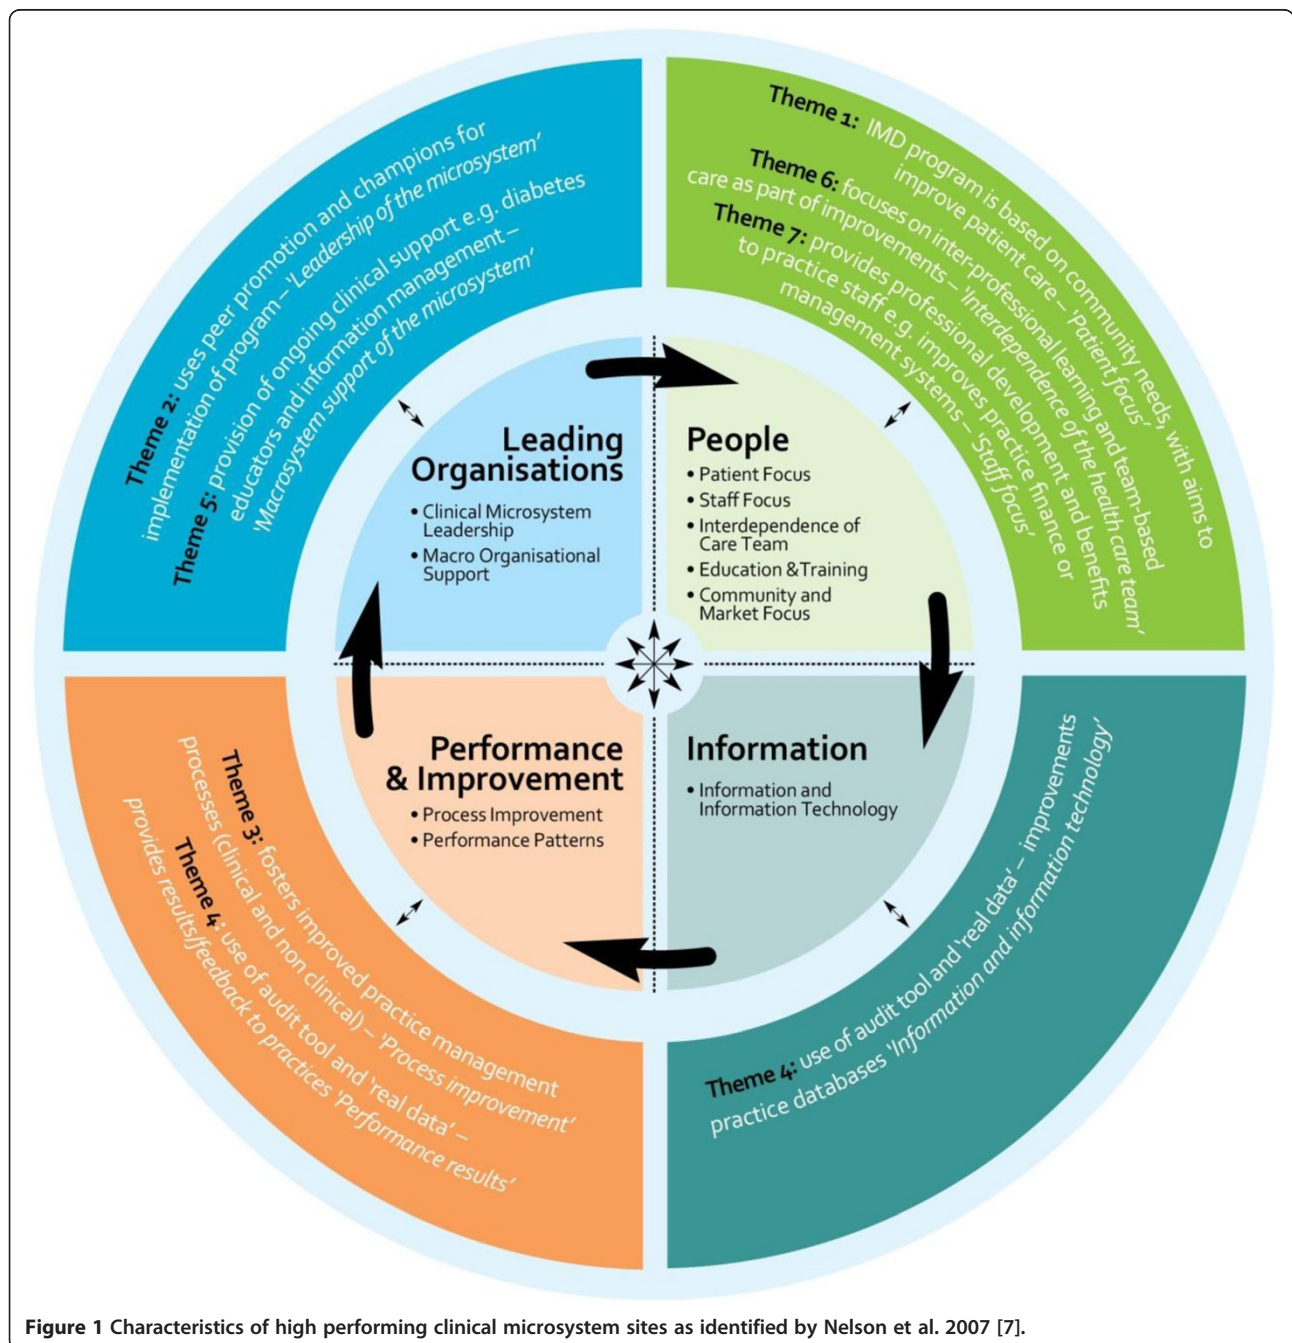 Theme 2: uses peer promotion and champions for
implementation of program – 'Leadership of the microsystem'
Theme 5: provision of ongoing clinical support e.g. diabetes
educators and information management –
'Macrosystem support of the microsystem'
Theme 1: IMD program is based on community needs, with aims to
improve patient care – 'Patient focus'
Theme 6: focuses on inter-professional learning and team-based
care as part of improvements – 'Interdependence of the health care team'
Theme 7: provides professional development and benefits
to practice staff e.g. improves practice finance or
management systems – 'Staff focus'
Leading
Organisations
• Clinical Microsystem
Leadership
• Macro Organisational
Support
People
• Patient Focus
• Staff Focus
• Interdependence of
Care Team
• Education & Training
• Community and
Market Focus
Performance
& Improvement
• Process Improvement
• Performance Patterns
Information
• Information and
Information Technology
Theme 3: fosters improved practice management
processes (clinical and non clinical) – 'Process improvement'
Theme 4: use of audit tool and 'real data' –
provides results/feedback to practices 'Performance results'
Theme 4: use of audit tool and 'real data' – improvements
practice databases 'Information and information technology'
Figure 1 Characteristics of high performing clinical microsystem sites as identified by Nelson et al. 2007 [7].